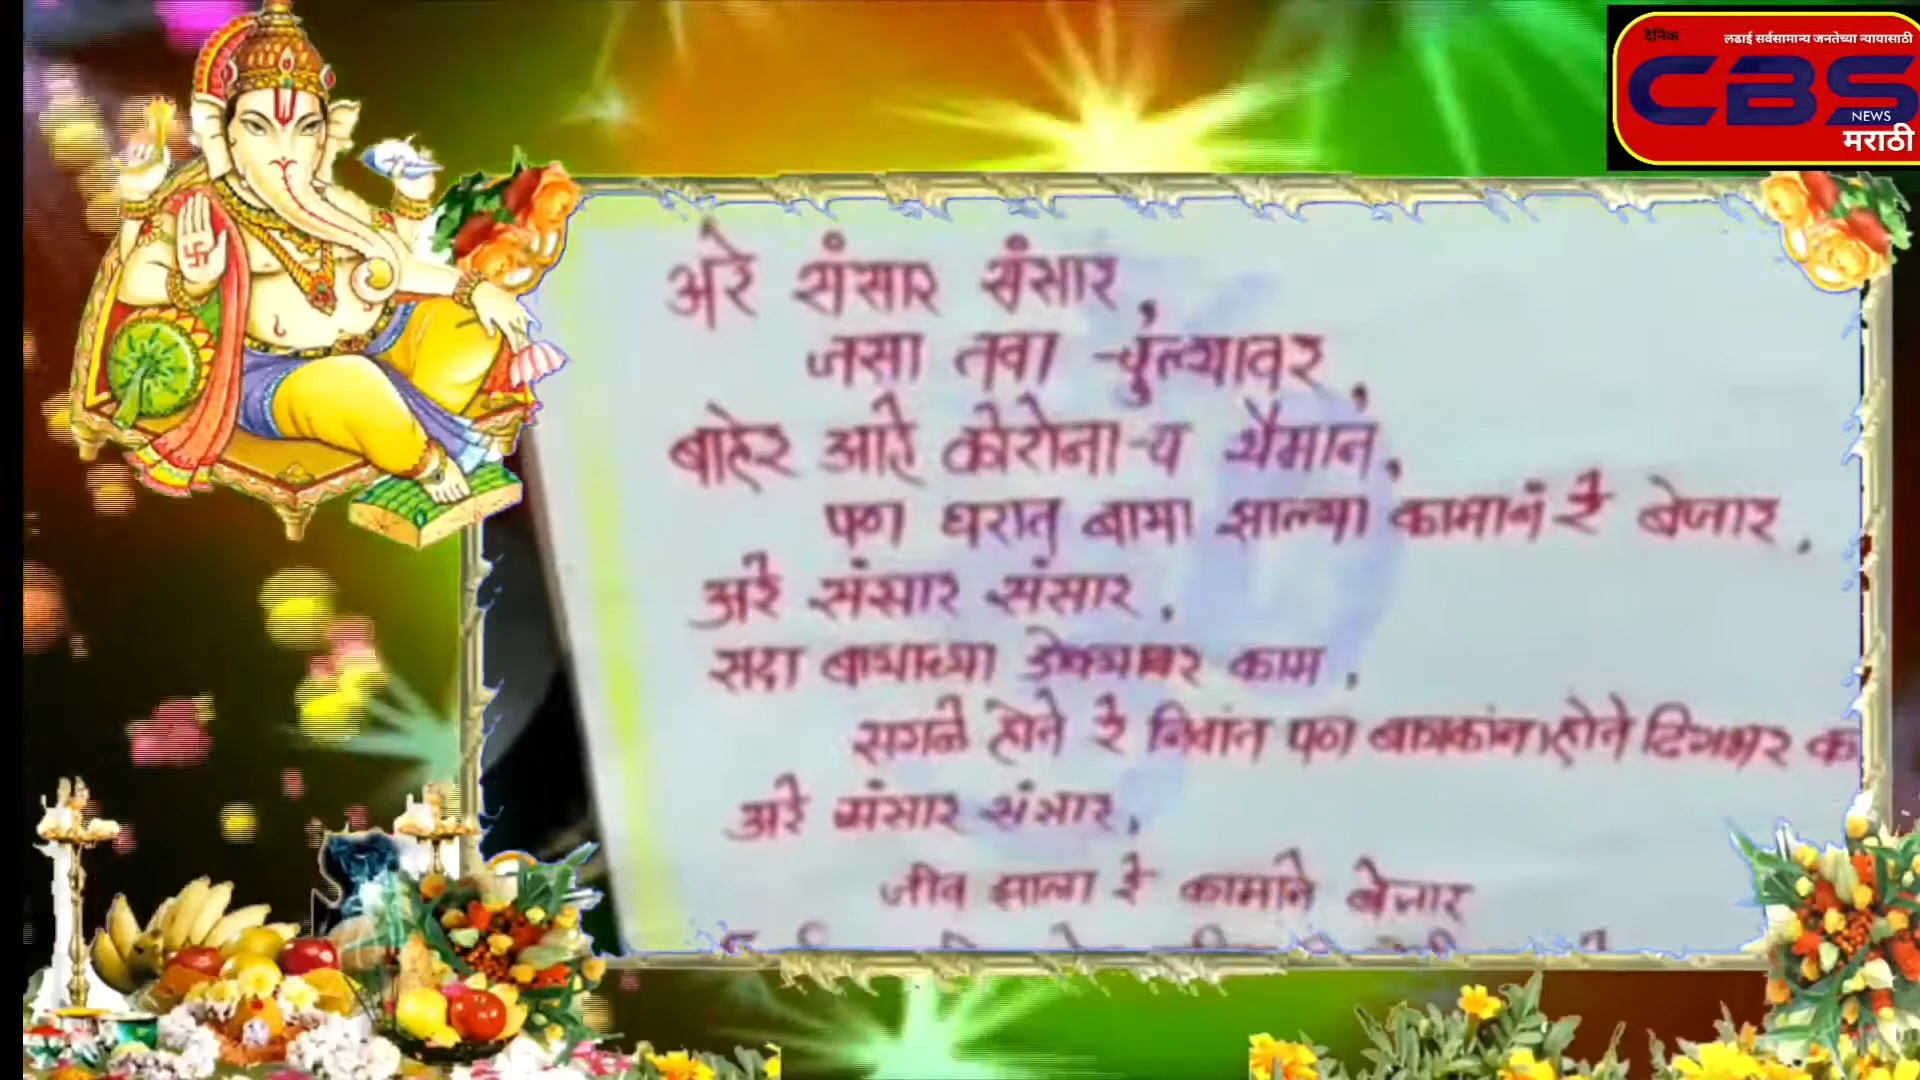 दैनिक
लढाई सर्वसामान्य जनतेच्या न्यायासाठी
CBS
NEWS
मराठी
अरे संसार संसार,
जसा तवा चुल्यावर,
बाहेर आहे कोरोनाच थैमान,
पण घरात बाया झाल्या कामानं रे बेजार.
अरे संसार संसार,
सदा बायाच्या डोक्यावर काम,
सगळे होते रे निवांत पण बायकांना होते दिसभर
अरे संसार संसार,
जीव झाला रे कामाने बेजार